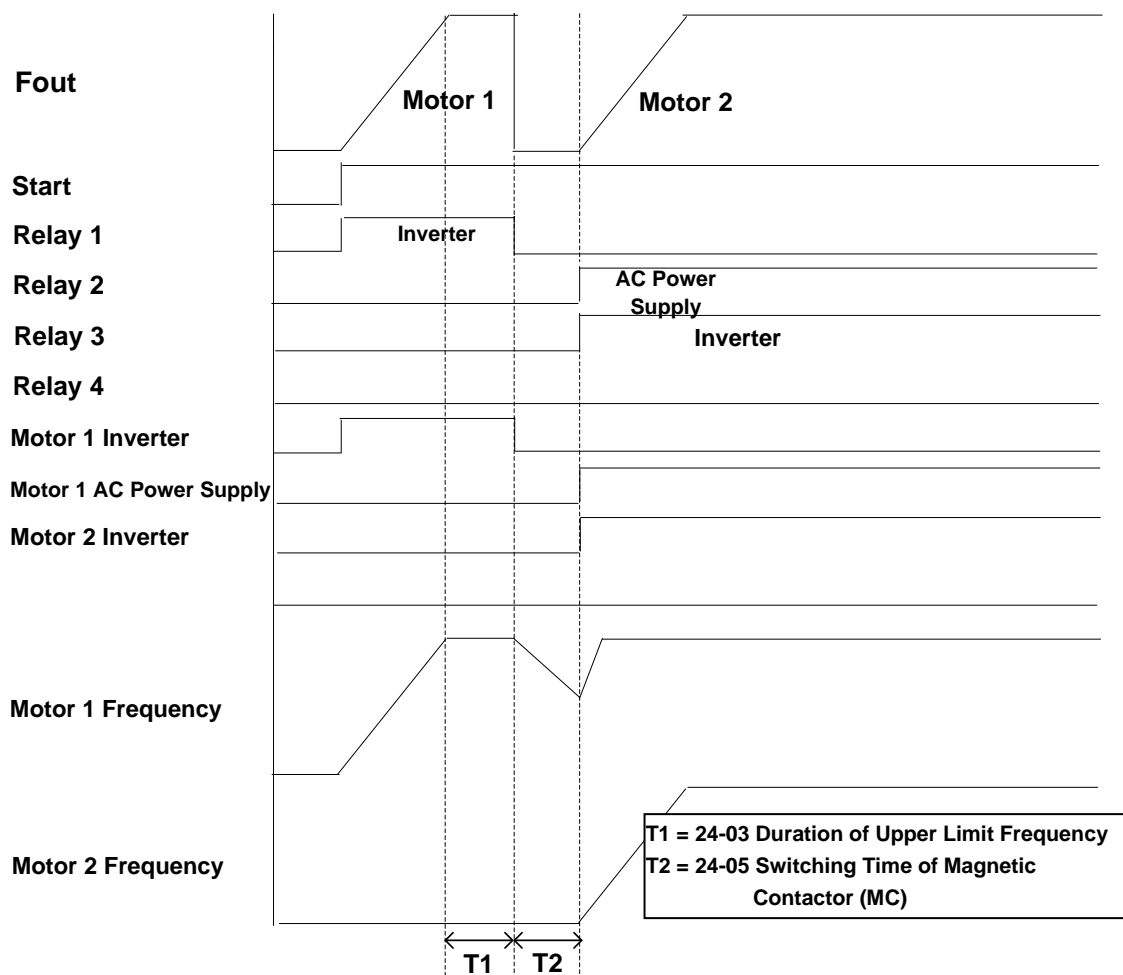 Fout
Motor 1
Motor 2
Start
Relay 1
Inverter
Relay 2
AC Power
Supply
Relay 3
Inverter
Relay 4
Motor 1 Inverter
Motor 1 AC Power Supply
Motor 2 Inverter
Motor 1 Frequency
T1 = 24-03 Duration of Upper Limit Frequency
T2 = 24-05 Switching Time of Magnetic
Contactor (MC)
Motor 2 Frequency
T1
T2